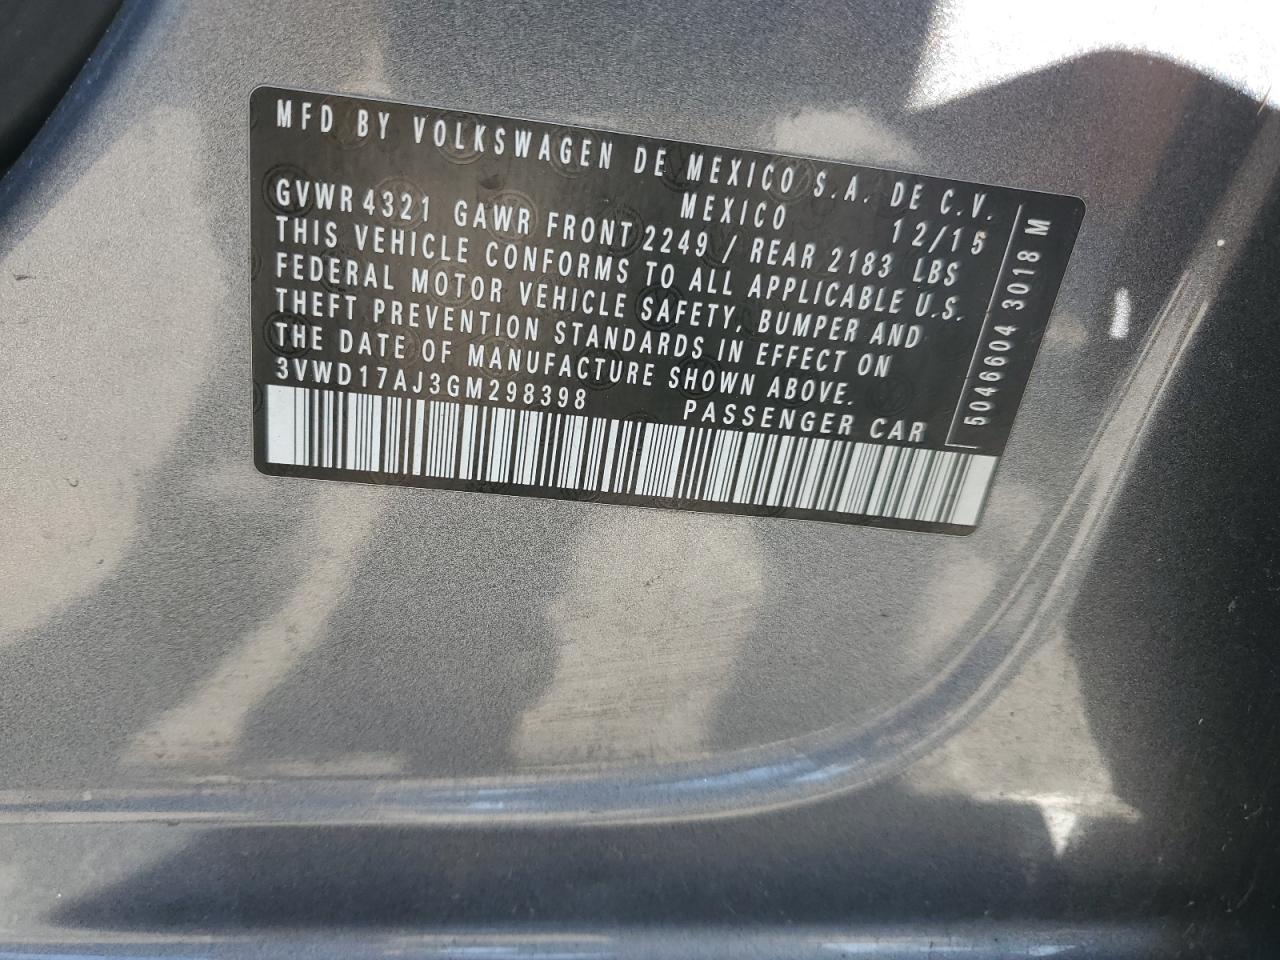 MFD BY VOLKSWAGEN DE MEXICO S.A. DE C.V.
MEXICO 12/15
GVWR 4321 GAWR FRONT 2249 / REAR 2183 LBS
THIS VEHICLE CONFORMS TO ALL APPLICABLE U.S.
FEDERAL MOTOR VEHICLE SAFETY, BUMPER AND
THEFT PREVENTION STANDARDS IN EFFECT ON
THE DATE OF MANUFACTURE SHOWN ABOVE.
3VWD17AJ3GM298398 PASSENGER CAR
5046604 3018 M